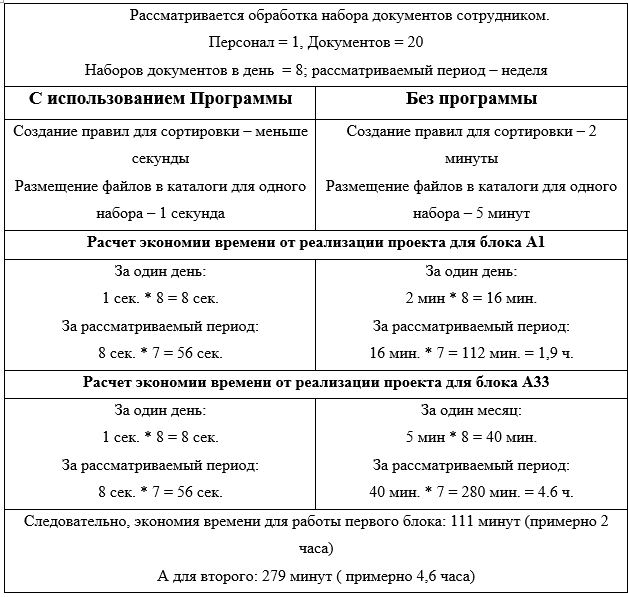 Рассматривается обработка набора документов сотрудником.
Персонал = 1, Документов = 20
Наборов документов в день  = 8; рассматриваемый период – неделя
С использованием Программы
Без программы
Создание правил для сортировки – меньше
секунды
Размещение файлов в каталоги для одного
набора – 1 секунда
Создание правил для сортировки – 2
минуты
Размещение файлов в каталоги для одного
набора – 5 минут
Расчет экономии времени от реализации проекта для блока А1
За один день:
1 сек. * 8 = 8 сек.
За рассматриваемый период:
8 сек. * 7 = 56 сек.
За один день:
2 мин * 8 = 16 мин.
За рассматриваемый период:
16 мин. * 7 = 112 мин. = 1,9 ч.
Расчет экономии времени от реализации проекта для блока А33
За один день:
1 сек. * 8 = 8 сек.
За рассматриваемый период:
8 сек. * 7 = 56 сек.
За один месяц:
5 мин * 8 = 40 мин.
За рассматриваемый период:
40 мин. * 7 = 280 мин. = 4.6 ч.
Следовательно, экономия времени для работы первого блока: 111 минут (примерно 2
часа)
А для второго: 279 минут ( примерно 4,6 часа)